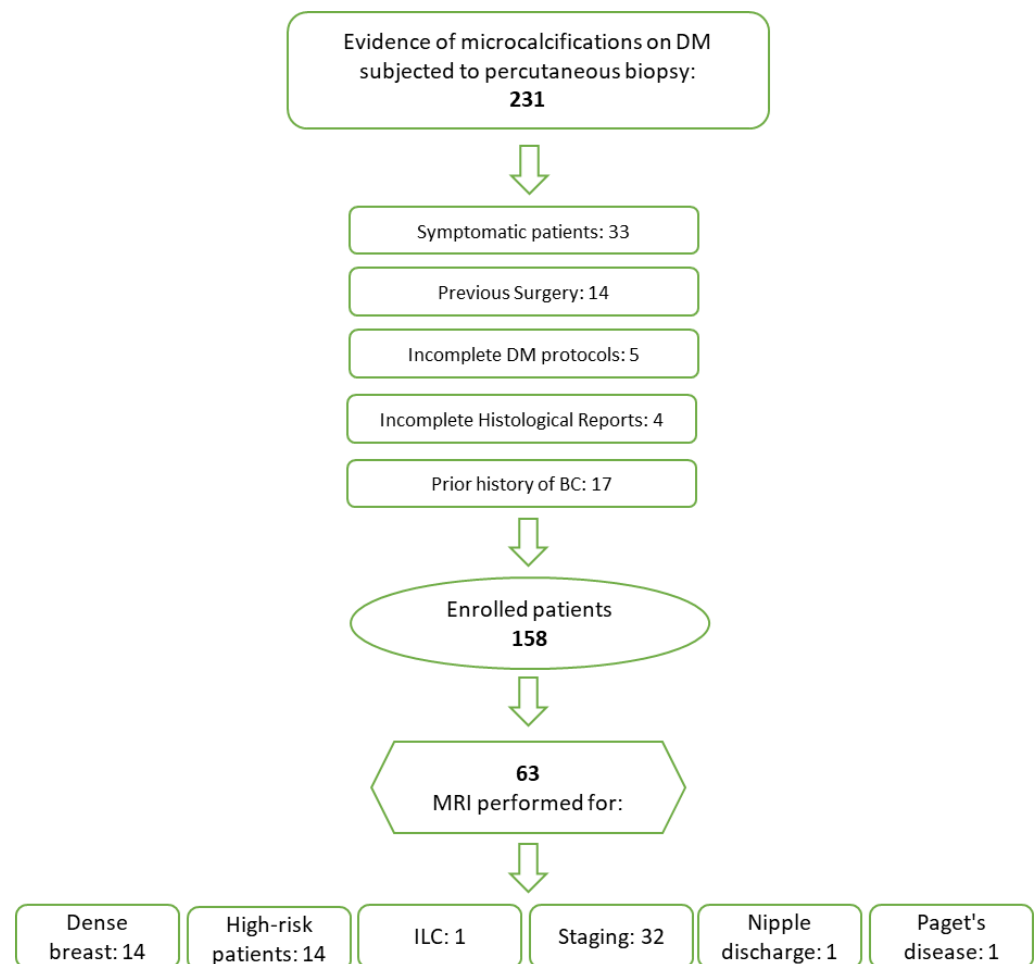 Evidence of microcalcifications on DM
subjected to percutaneous biopsy:
231
Symptomatic patients: 33
Previous Surgery: 14
Incomplete DM protocols: 5
Incomplete Histological Reports: 4
Prior history of BC: 17
Enrolled patients
158
63
MRI performed for:
Dense
breast: 14
High-risk
patients: 14
ILC: 1
Staging: 32
Nipple
discharge: 1
Paget's
disease: 1